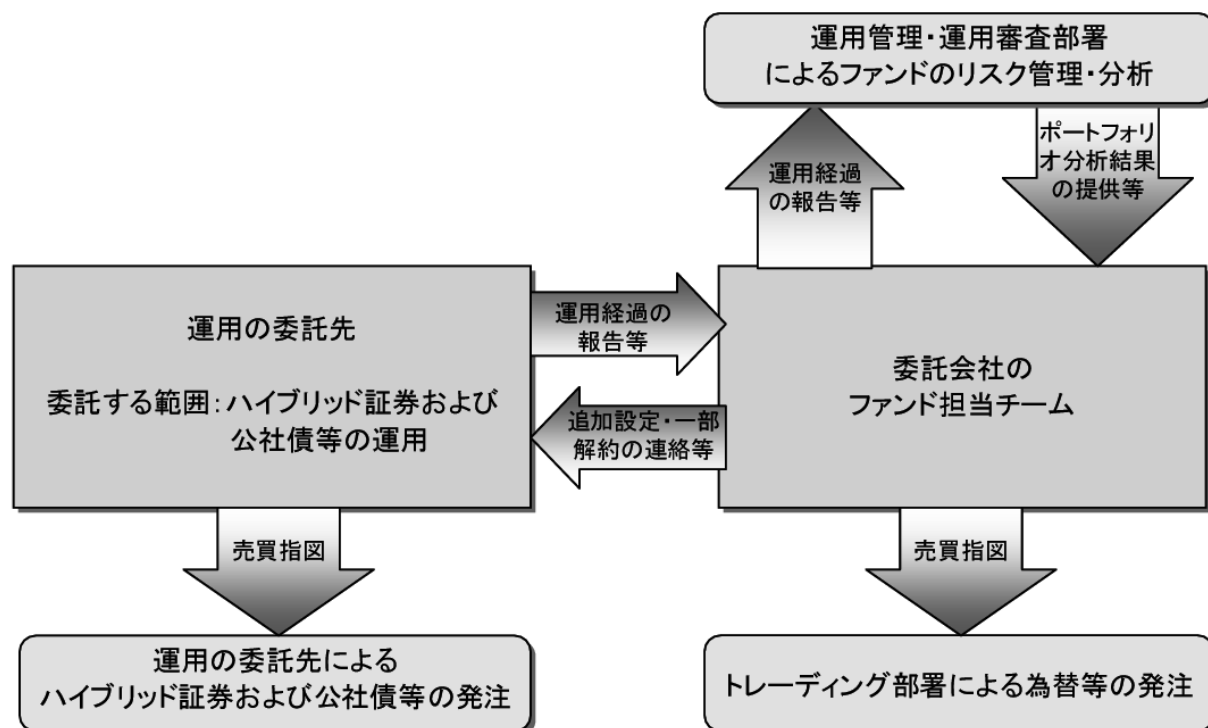 運用管理・運用審査部署
によるファンドのリスク管理・分析
運用経過
の報告等
ポートフォリ
オ分析結果
の提供等
運用の委託先
委託する範囲：ハイブリッド証券および
公社債等の運用
運用経過の
報告等
追加設定・一部
解約の連絡等
委託会社の
ファンド担当チーム
売買指図
売買指図
運用の委託先による
ハイブリッド証券および公社債等の発注
トレーディング部署による為替等の発注